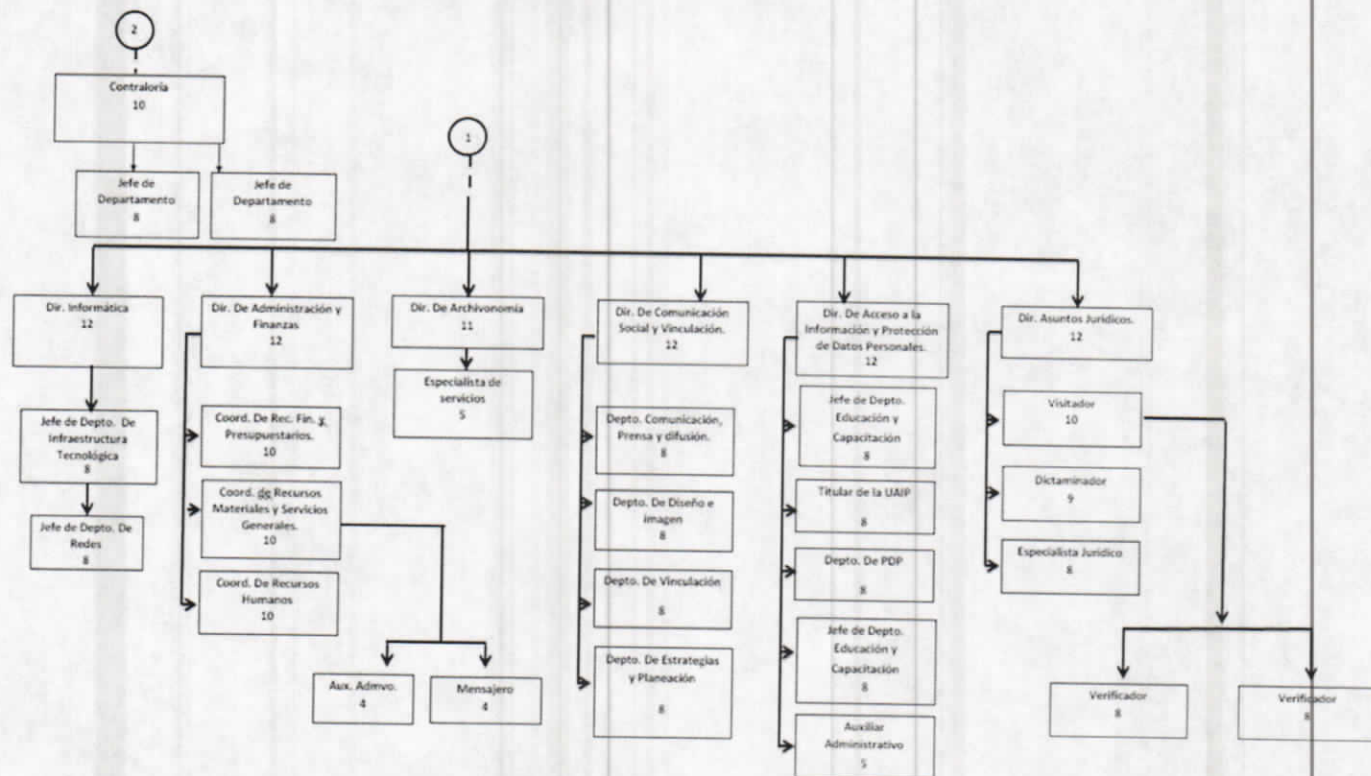 2
Contraloría
10
Jefe de
Departamento
8
Jefe de
Departamento
8
1
Dir. Informática
12
Jefe de Depto. De
Infraestructura
Tecnológica
8
Jefe de Depto. De
Redes
8
Dir. De Administración y
Finanzas
12
Coord. De Rec. Fin. y.
Presupuestarios.
10
Coord. de Recursos
Materiales y Servicios
Generales.
10
Coord. De Recursos
Humanos
10
Aux. Admvo.
4
Mensajero
4
Dir. De Archivonomía
11
Especialista de
servicios
5
Dir. De Comunicación
Social y Vinculación.
12
Depto. Comunicación,
Prensa y difusión.
8
Depto. De Diseño e
imagen
8
Depto. De Vinculación
8
Depto. De Estrategias
y Planeación
8
Dir. De Acceso a la
Información y Protección
de Datos Personales.
12
Jefe de Depto.
Educación y
Capacitación
8
Titular de la UAIP
8
Depto. De PDP
8
Jefe de Depto.
Educación y
Capacitación
8
Auxiliar
Administrativo
5
Dir. Asuntos Jurídicos.
12
Visitador
10
Dictaminador
9
Especialista Jurídico
8
Verificador
8
Verificador
8